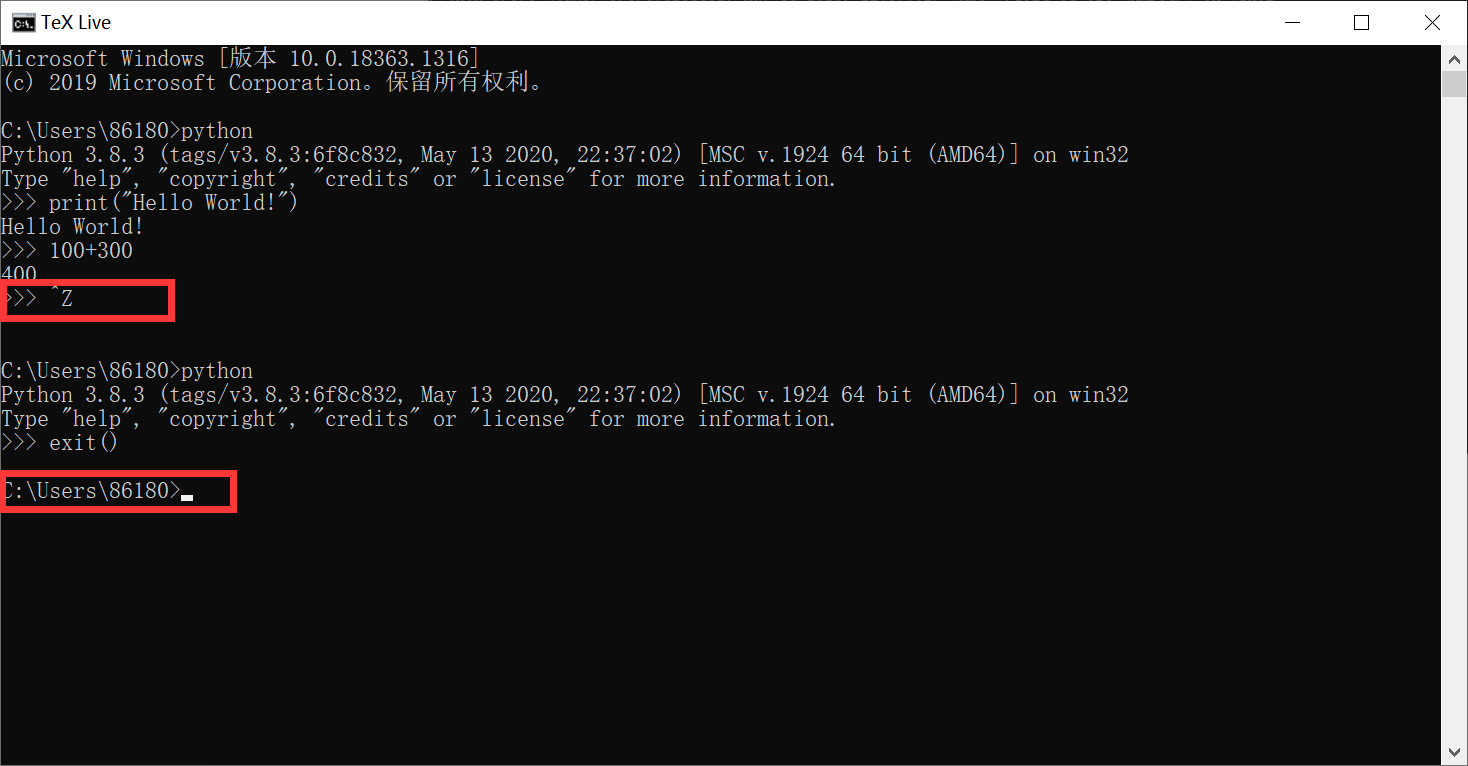 TeX Live
Microsoft Windows [版本 10.0.18363.1316]
(c) 2019 Microsoft Corporation。保留所有权利。
C:\Users\86180>python
Python 3.8.3 (tags/v3.8.3:6f8c832, May 13 2020, 22:37:02) [MSC v.1924 64 bit (AMD64)] on win32
Type "help", "copyright", "credits" or "license" for more information.
>>> print("Hello World!")
Hello World!
>>> 100+300
400
>>> ^Z
C:\Users\86180>python
Python 3.8.3 (tags/v3.8.3:6f8c832, May 13 2020, 22:37:02) [MSC v.1924 64 bit (AMD64)] on win32
Type "help", "copyright", "credits" or "license" for more information.
>>> exit()
C:\Users\86180>